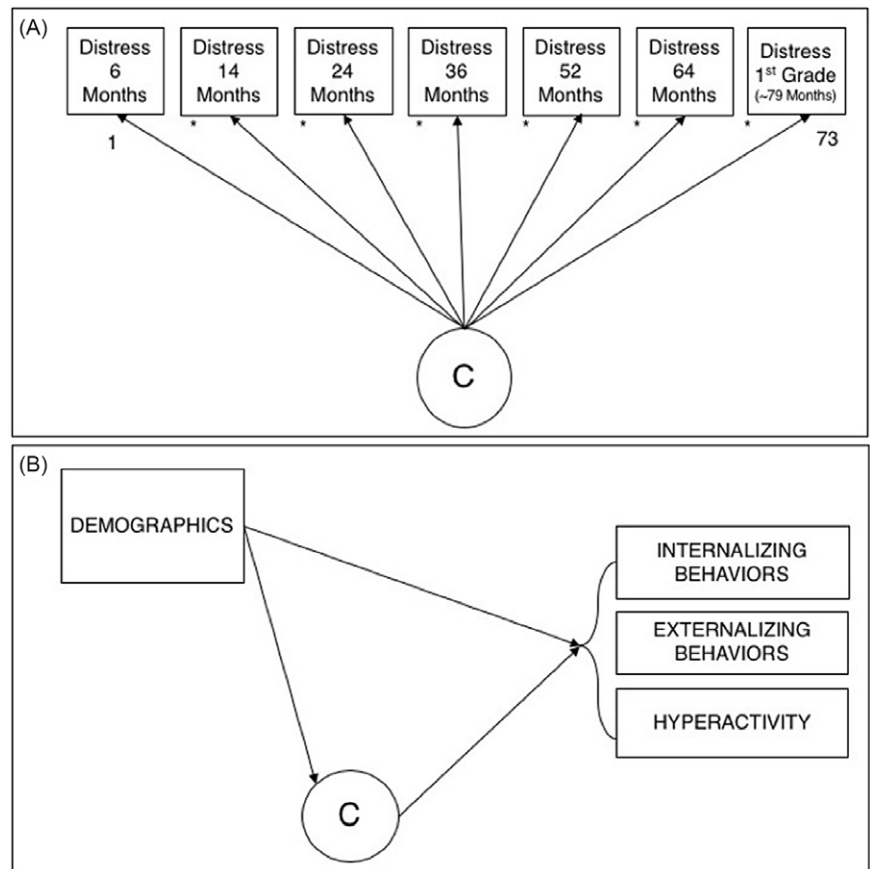 (A)
Distress
6
Months
Distress
14
Months
Distress
24
Months
Distress
36
Months
Distress
52
Months
Distress
64
Months
Distress
1st Grade
(~79 Months)
1
*
*
*
*
*
*
73
C
(B)
DEMOGRAPHICS
INTERNALIZING
BEHAVIORS
EXTERNALIZING
BEHAVIORS
HYPERACTIVITY
C